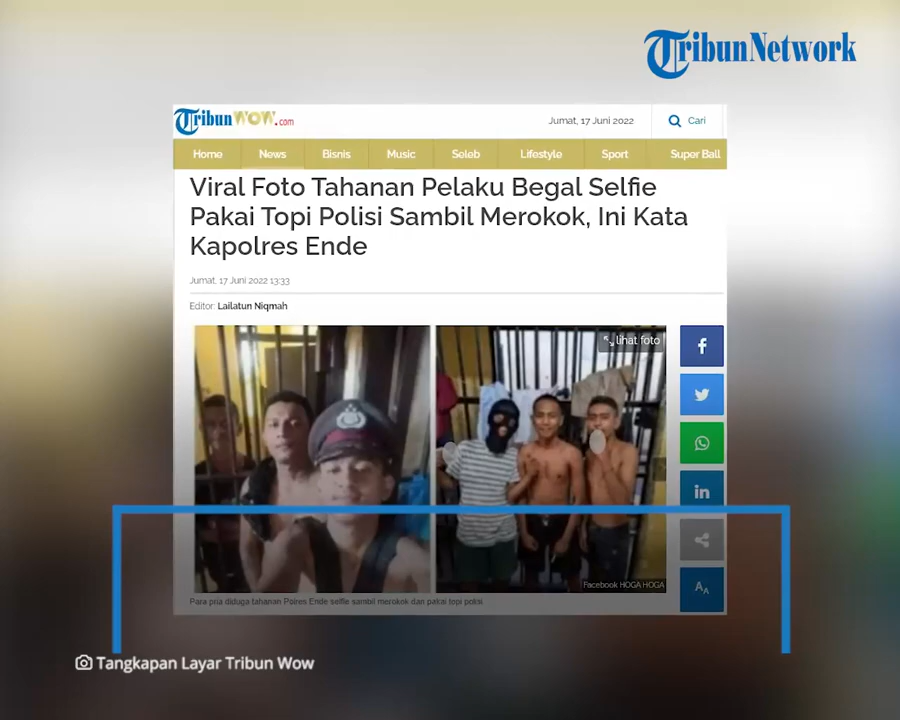 TribunNetwork
TribunWOW.com
Jumat, 17 Juni 2022
Cari
Home News Bisnis Music Seleb Lifestyle Sport Super Ball
Viral Foto Tahanan Pelaku Begal Selfie
Pakai Topi Polisi Sambil Merokok, Ini Kata
Kapolres Ende
Jumat, 17 Juni 2022 13:33
Editor: Lailatun Niqmah
lihat foto
Facebook HOGA HOGA
Para pria diduga tahanan Polres Ende selfie sambil merokok dan pakai topi polisi.
AA
Tangkapan Layar Tribun Wow